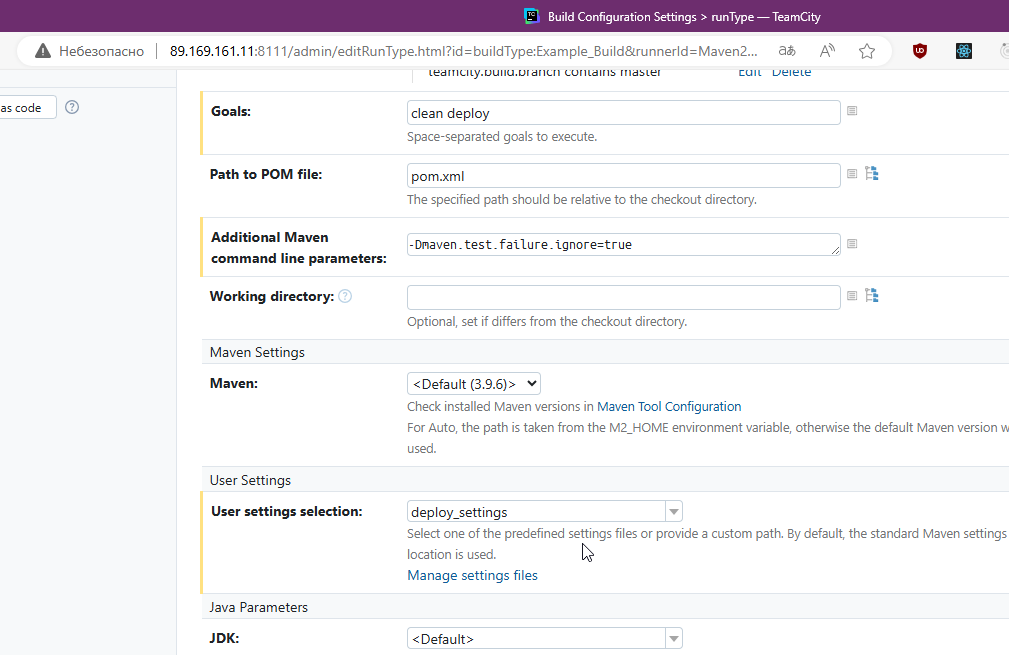 Build Configuration Settings > runType — TeamCity
Небезопасно 89.169.161.11:8111/admin/editRunType.html?id=buildType:Example_Build&runnerId=Maven2...
teamcity.build.branch contains master Edit Delete
as code
Goals: clean deploy
Space-separated goals to execute.
Path to POM file: pom.xml
The specified path should be relative to the checkout directory.
Additional Maven
command line parameters: -Dmaven.test.failure.ignore=true
Working directory:
Optional, set if differs from the checkout directory.
Maven Settings
Maven: <Default (3.9.6)>
Check installed Maven versions in Maven Tool Configuration
For Auto, the path is taken from the M2_HOME environment variable, otherwise the default Maven version w
used.
User Settings
User settings selection: deploy_settings
Select one of the predefined settings files or provide a custom path. By default, the standard Maven settings
location is used.
Manage settings files
Java Parameters
JDK: <Default>